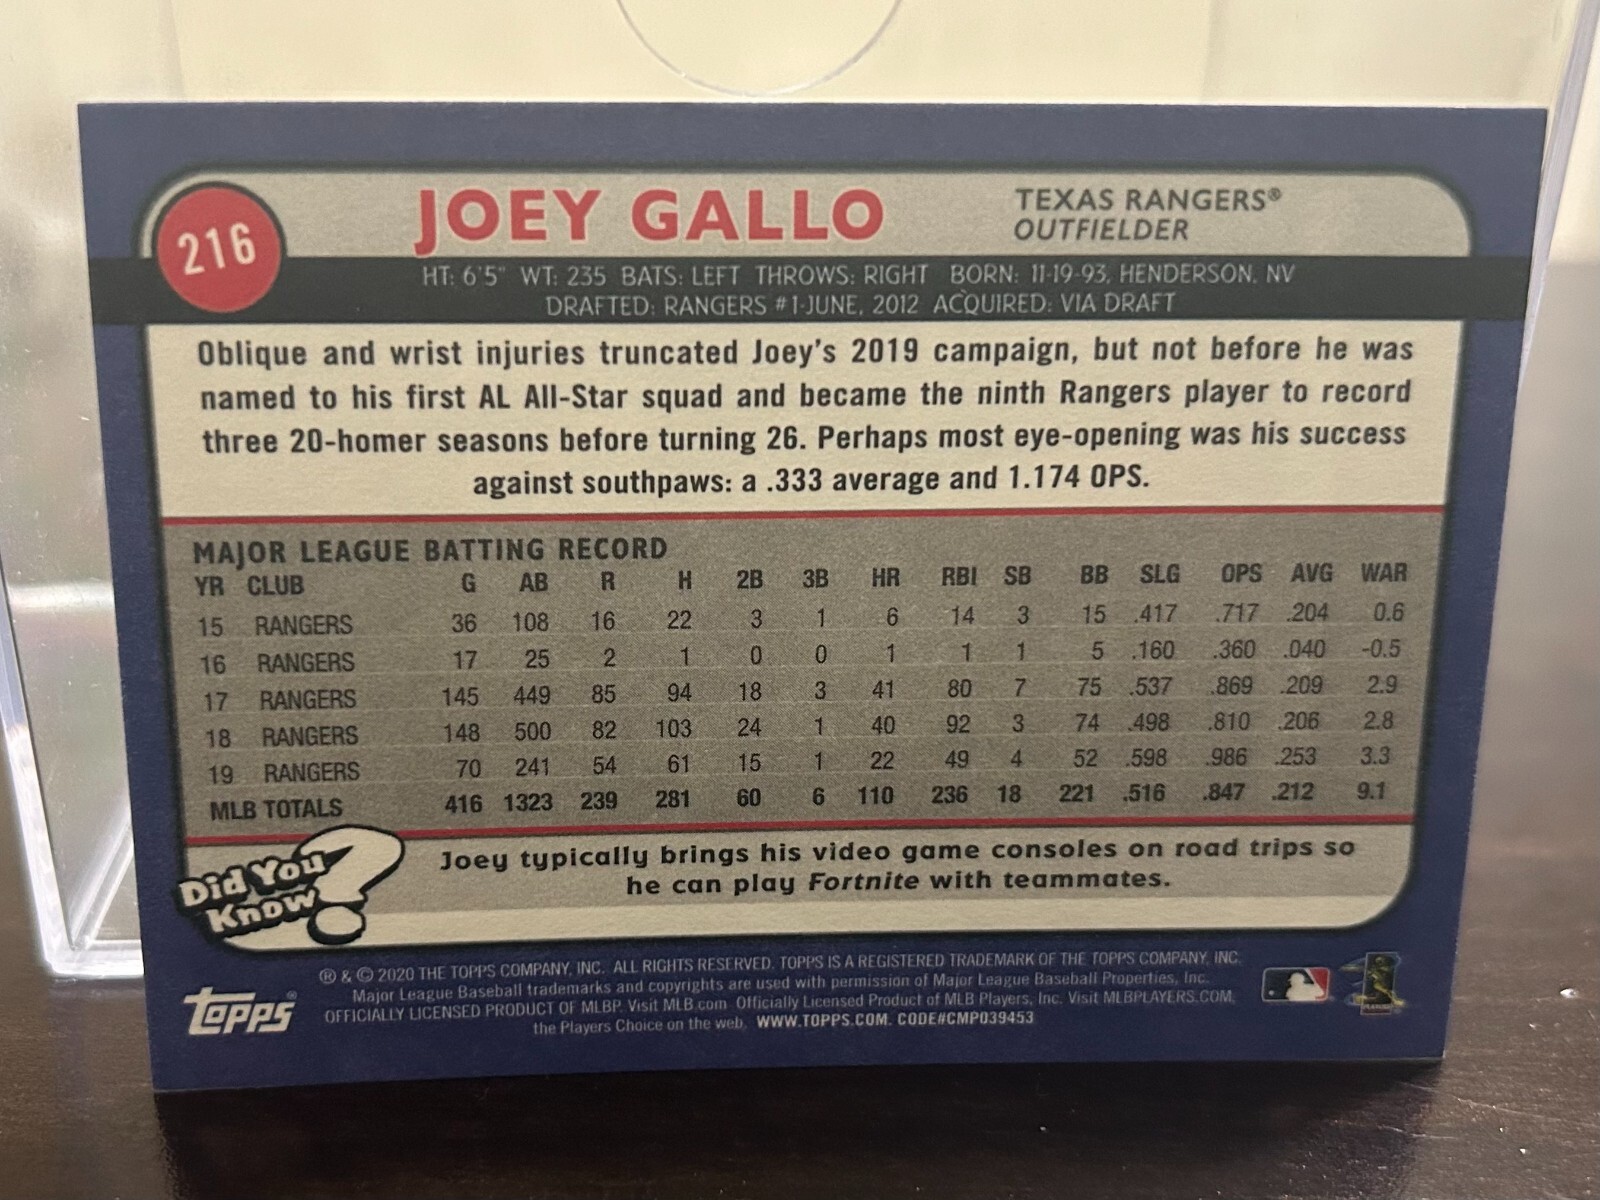 216
JOEY GALLO
TEXAS RANGERS®
OUTFIELDER
HT: 6'5" WT: 235 BATS: LEFT THROWS: RIGHT BORN: 11-19-93, HENDERSON, NV
DRAFTED: RANGERS #1-JUNE, 2012 ACQUIRED: VIA DRAFT
Oblique and wrist injuries truncated Joey's 2019 campaign, but not before he was
named to his first AL All-Star squad and became the ninth Rangers player to record
three 20-homer seasons before turning 26. Perhaps most eye-opening was his success
against southpaws: a .333 average and 1.174 OPS.
MAJOR LEAGUE BATTING RECORD
YR CLUB G AB R H 2B 3B HR RBI SB BB SLG OPS AVG WAR
15 RANGERS 36 108 16 22 3 1 6 14 3 15 .417 .717 .204 0.6
16 RANGERS 17 25 2 1 0 0 1 1 1 5 .160 .360 .040 -0.5
17 RANGERS 145 449 85 94 18 3 41 80 7 75 .537 .869 .209 2.9
18 RANGERS 148 500 82 103 24 1 40 92 3 74 .498 .810 .206 2.8
19 RANGERS 70 241 54 61 15 1 22 49 4 52 .598 .986 .253 3.3
MLB TOTALS 416 1323 239 281 60 6 110 236 18 221 .516 .847 .212 9.1
Did You
Know?
Joey typically brings his video game consoles on road trips so
he can play Fortnite with teammates.
topps®
® & © 2020 THE TOPPS COMPANY, INC. ALL RIGHTS RESERVED. TOPPS IS A REGISTERED TRADEMARK OF THE TOPPS COMPANY, INC.
Major League Baseball trademarks and copyrights are used with permission of Major League Baseball Properties, Inc.
OFFICIALLY LICENSED PRODUCT OF MLBP. Visit MLB.com Officially Licensed Product of MLB Players, Inc. Visit MLBPLAYERS.COM,
the Players Choice on the web. WWW.TOPPS.COM. CODE#CMP039453